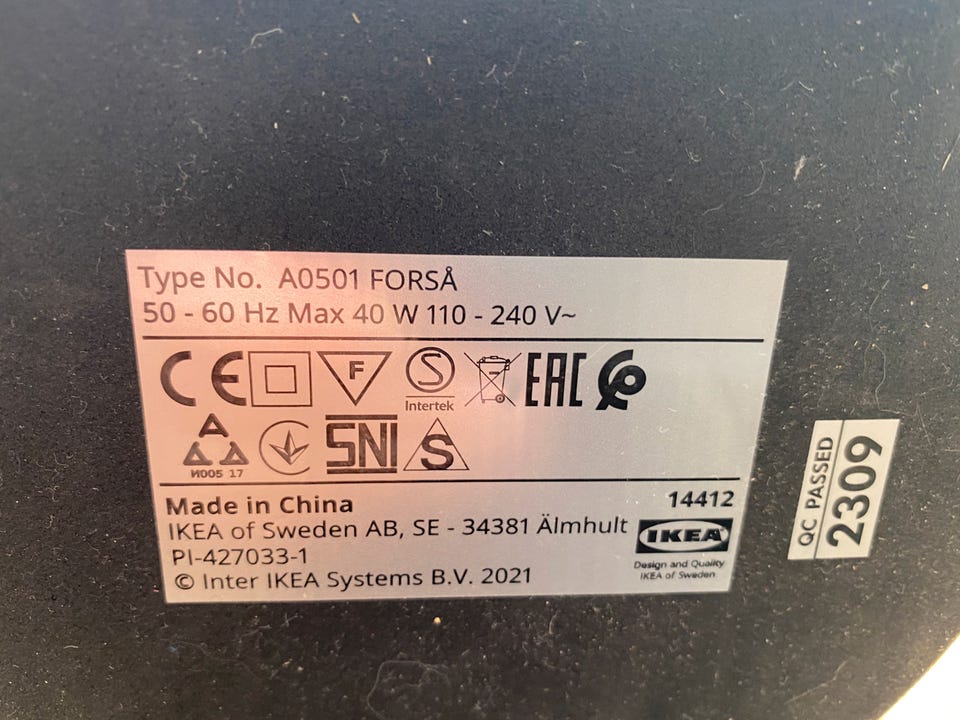 Type No. A0501 FORSÅ
50 - 60 Hz Max 40 W 110 - 240 V~
CE F S Intertek EAC
И005 17 SNI S
Made in China
14412
IKEA of Sweden AB, SE - 34381 Älmhult
PI-427033-1
© Inter IKEA Systems B.V. 2021
IKEA
Design and Quality
IKEA of Sweden
QC PASSED
2309